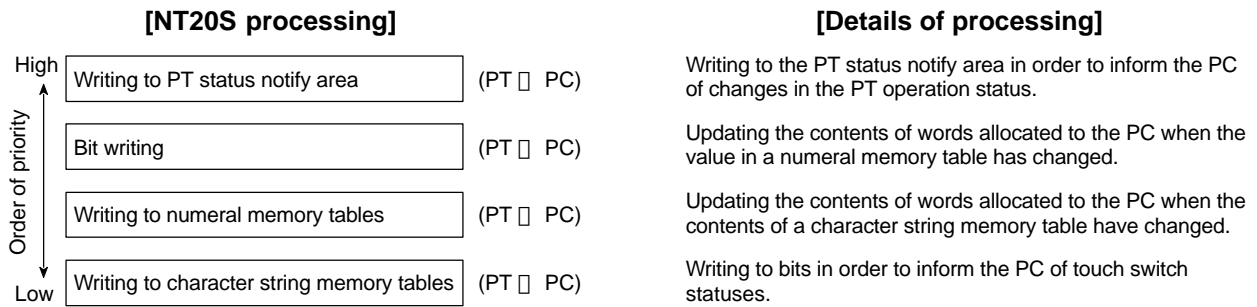 [NT20S processing] [Details of processing]
High
Writing to PT status notify area (PT ▯ PC) Writing to the PT status notify area in order to inform the PC
of changes in the PT operation status.
Order of priority
Bit writing (PT ▯ PC) Updating the contents of words allocated to the PC when the
value in a numeral memory table has changed.
Writing to numeral memory tables (PT ▯ PC) Updating the contents of words allocated to the PC when the
contents of a character string memory table have changed.
Writing to character string memory tables (PT ▯ PC) Writing to bits in order to inform the PC of touch switch
statuses.
Low